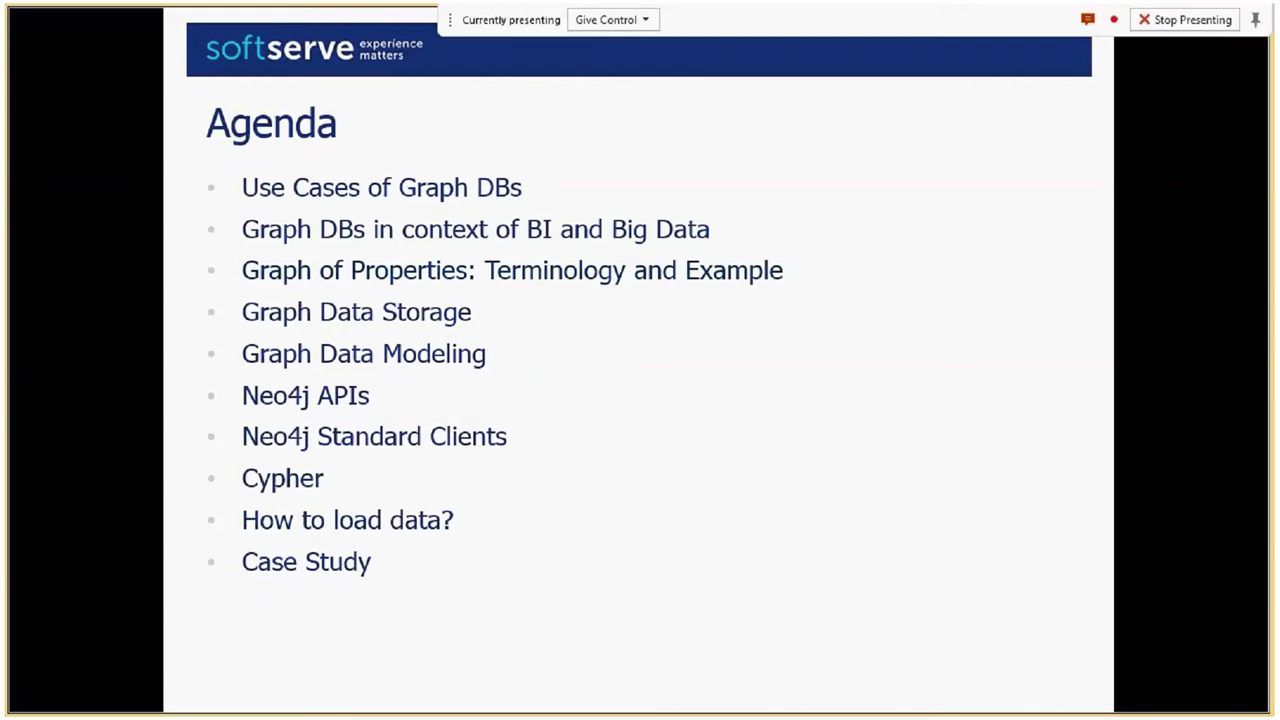 Currently presenting Give Control Stop Presenting
softserve experience matters
Agenda
• Use Cases of Graph DBs
• Graph DBs in context of BI and Big Data
• Graph of Properties: Terminology and Example
• Graph Data Storage
• Graph Data Modeling
• Neo4j APIs
• Neo4j Standard Clients
• Cypher
• How to load data?
• Case Study